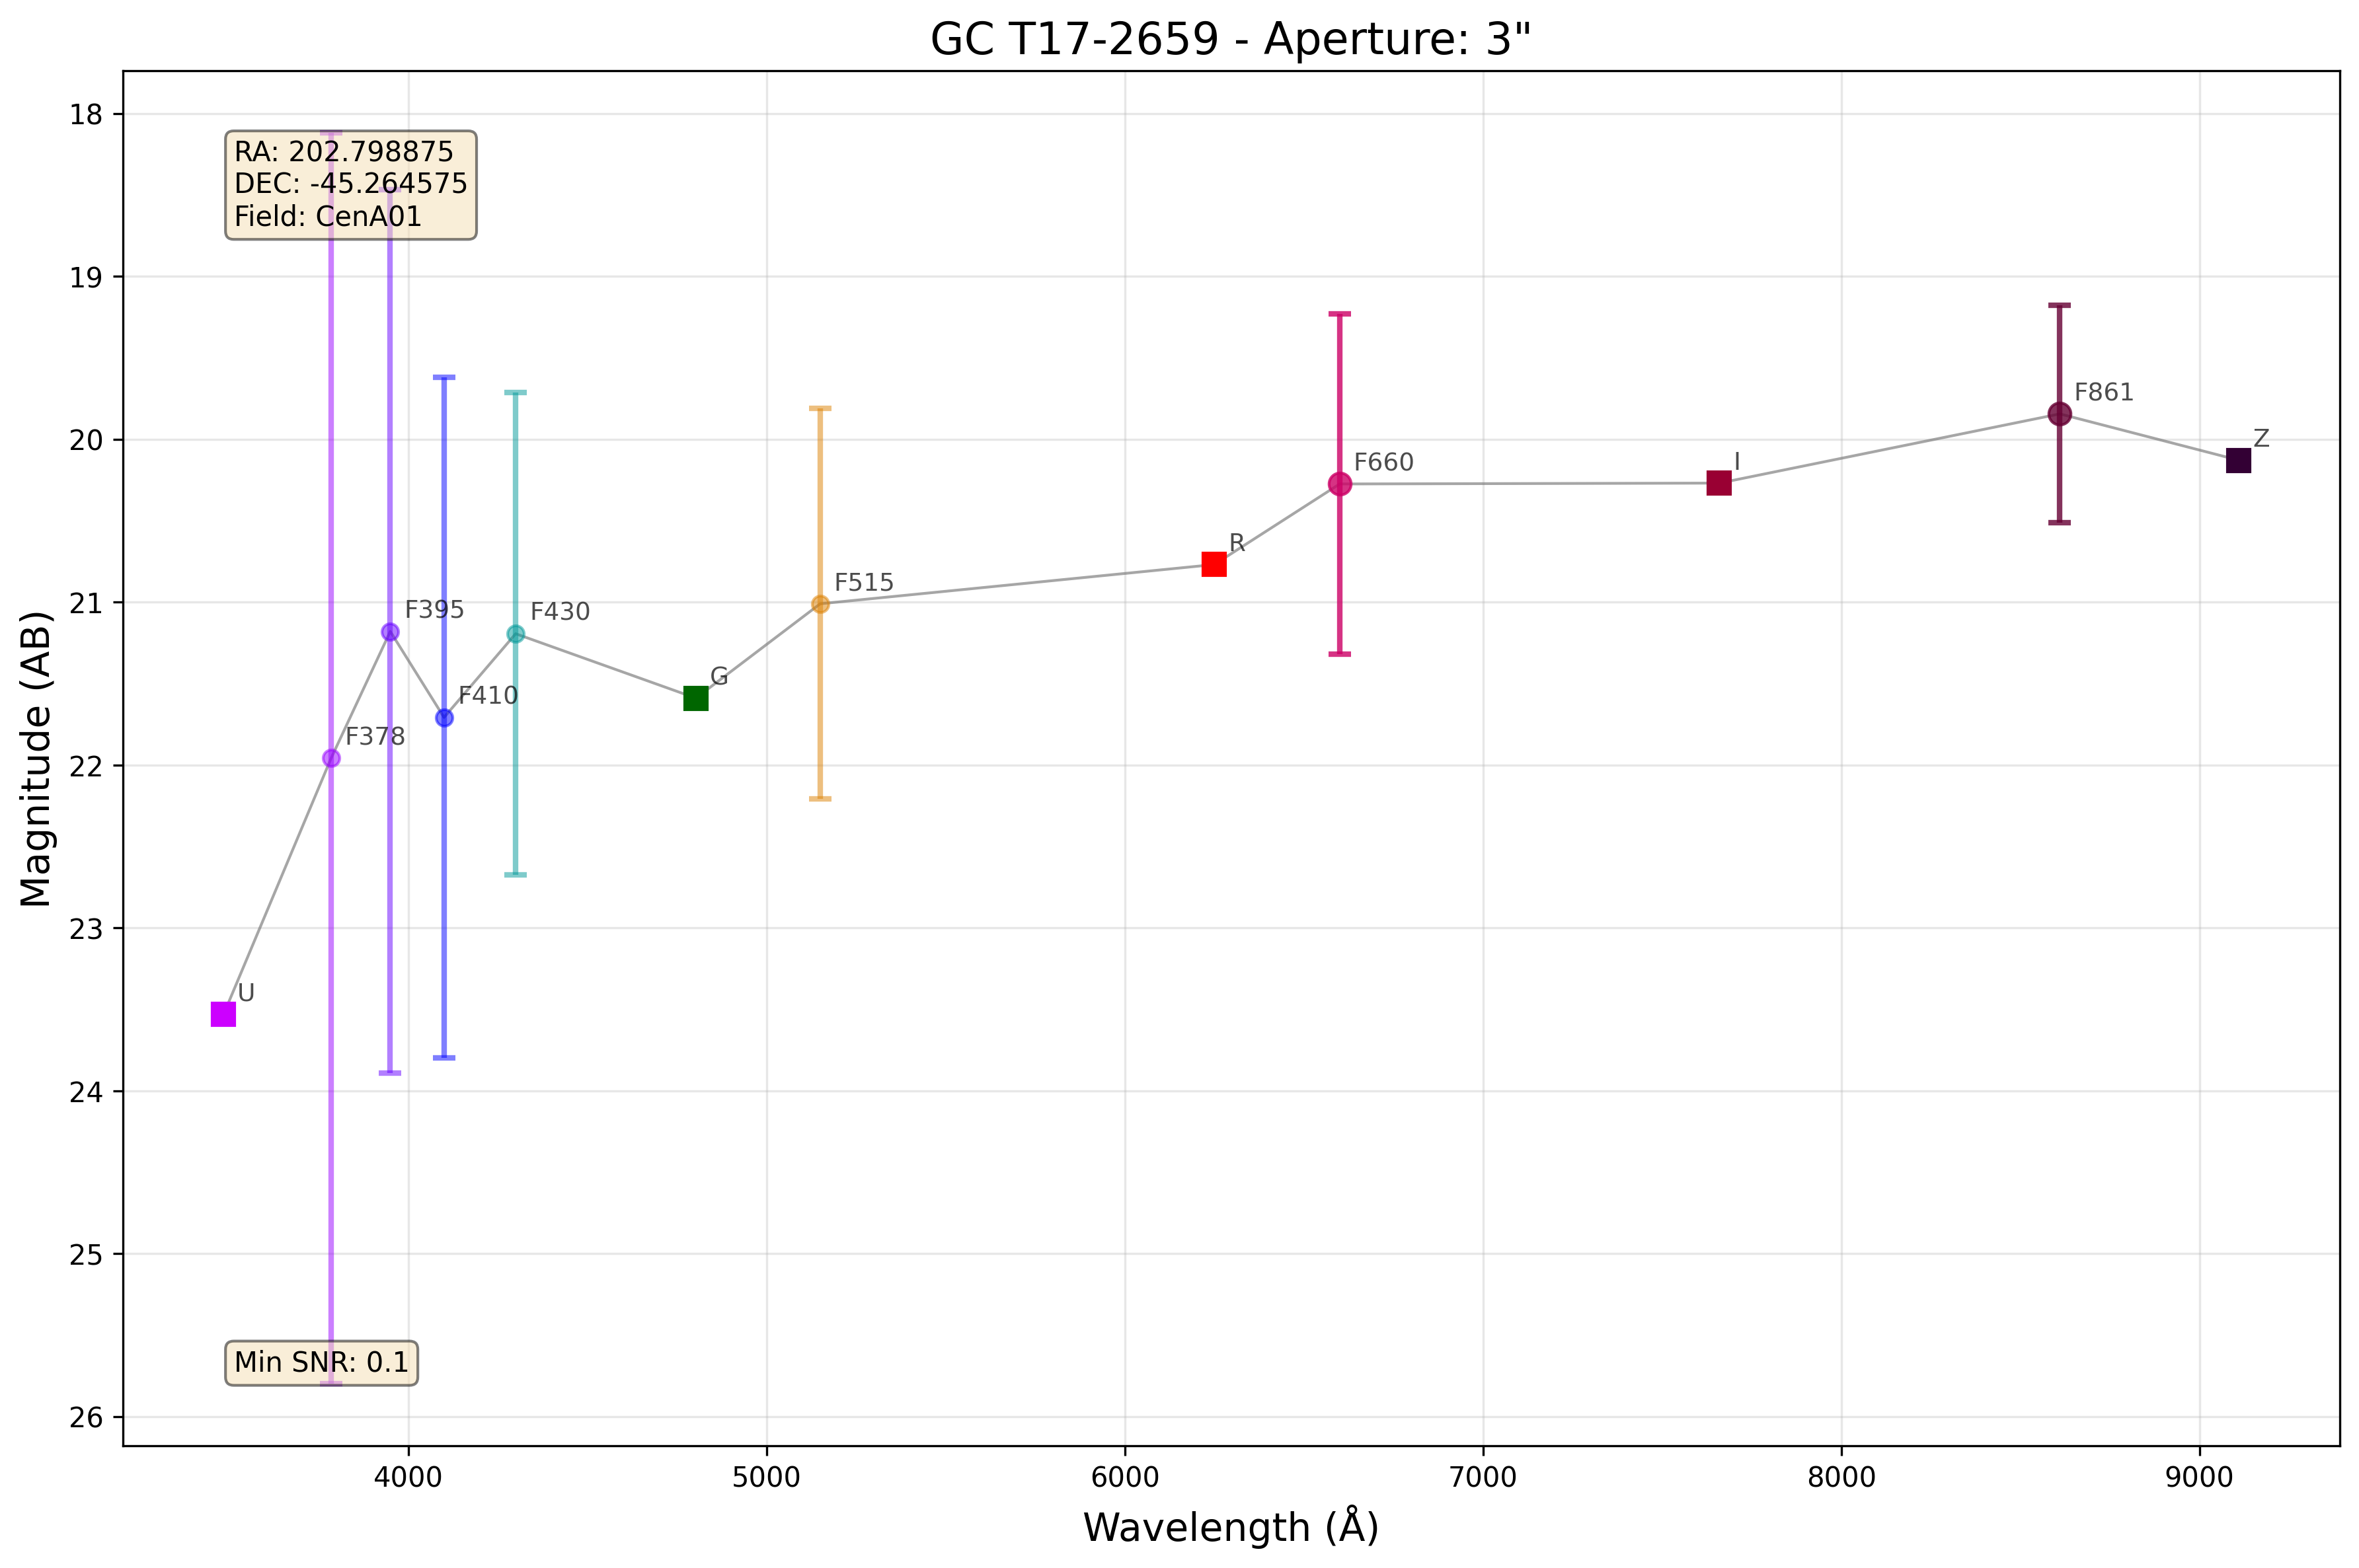 GC T17-2659 - Aperture: 3"
RA: 202.798875
DEC: -45.264575
Field: CenA01
18
19
20
21
22
23
24
25
26
Magnitude (AB)
U
F378
F395
F410
F430
G
F515
R
F660
I
F861
Z
Min SNR: 0.1
4000
5000
6000
7000
8000
9000
Wavelength (Å)